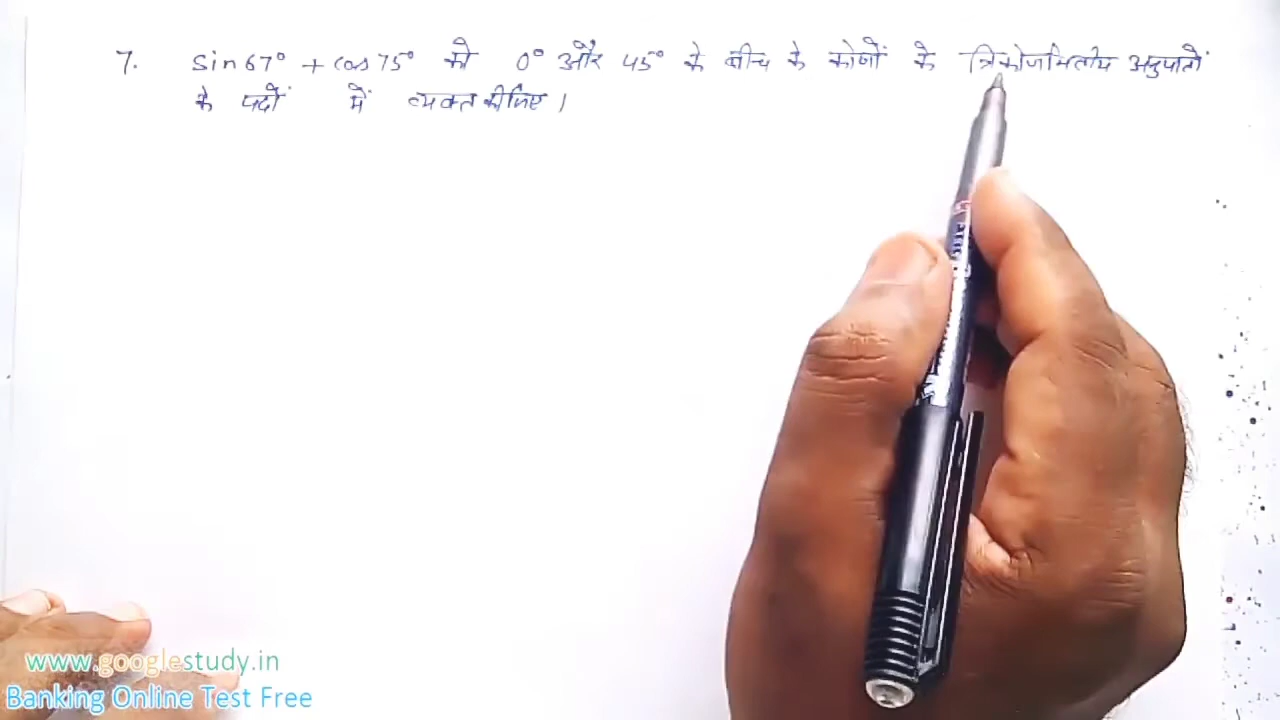 7. sin 67° + cos 75° को 0° और 45° के बीच के कोणों के त्रिकोणमितीय अनुपातों
के पदों में व्यक्त कीजिए।
www.googlestudy.in
Banking Online Test Free